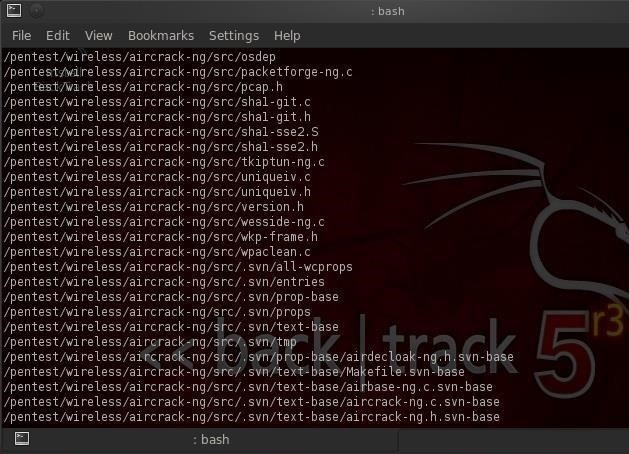 : bash
File Edit View Bookmarks Settings Help
/pentest/wireless/aircrack-ng/src/osdep
/pentest/wireless/aircrack-ng/src/packetforge-ng.c
/pentest/wireless/aircrack-ng/src/pcap.h
/pentest/wireless/aircrack-ng/src/sha1-git.c
/pentest/wireless/aircrack-ng/src/sha1-git.h
/pentest/wireless/aircrack-ng/src/sha1-sse2.S
/pentest/wireless/aircrack-ng/src/sha1-sse2.h
/pentest/wireless/aircrack-ng/src/tkiptun-ng.c
/pentest/wireless/aircrack-ng/src/uniqueiv.c
/pentest/wireless/aircrack-ng/src/uniqueiv.h
/pentest/wireless/aircrack-ng/src/version.h
/pentest/wireless/aircrack-ng/src/wesside-ng.c
/pentest/wireless/aircrack-ng/src/wkp-frame.h
/pentest/wireless/aircrack-ng/src/wpaclean.c
/pentest/wireless/aircrack-ng/src/.svn/all-wcprops
/pentest/wireless/aircrack-ng/src/.svn/entries
/pentest/wireless/aircrack-ng/src/.svn/prop-base
/pentest/wireless/aircrack-ng/src/.svn/props
/pentest/wireless/aircrack-ng/src/.svn/text-base
/pentest/wireless/aircrack-ng/src/.svn/tmp
/pentest/wireless/aircrack-ng/src/.svn/prop-base/airdecloak-ng.h.svn-base
/pentest/wireless/aircrack-ng/src/.svn/text-base/Makefile.svn-base
/pentest/wireless/aircrack-ng/src/.svn/text-base/airbase-ng.c.svn-base
/pentest/wireless/aircrack-ng/src/.svn/text-base/aircrack-ng.c.svn-base
/pentest/wireless/aircrack-ng/src/.svn/text-base/aircrack-ng.h.svn-base
<< back | track 5 r3
: bash